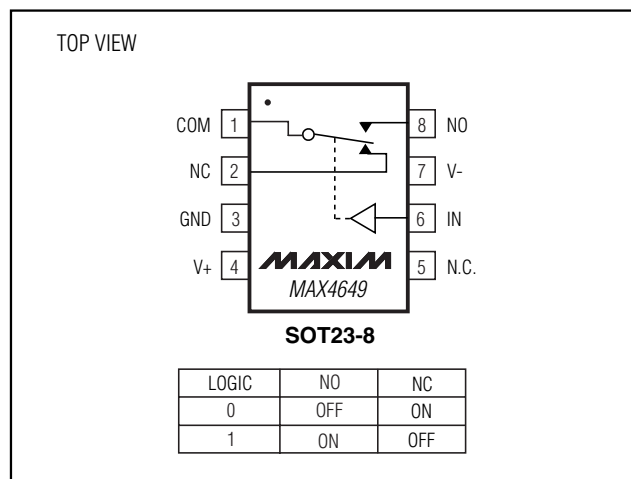 TOP VIEW
COM 1 8 NO
NC 2 7 V-
GND 3 6 IN
V+ 4 MAXIM 5 N.C.
MAX4649
SOT23-8
LOGIC NO NC
0 OFF ON
1 ON OFF